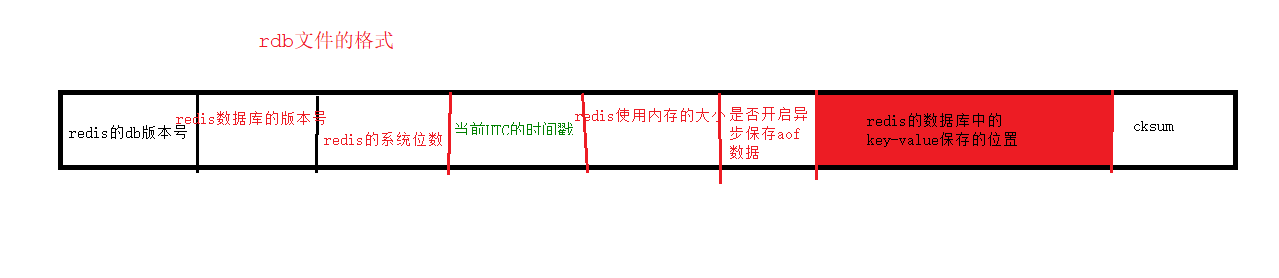 rdb文件的格式
redis的db版本号
redis数据库的版本号
redis的系统位数
当前UTC的时间戳
redis使用内存的大小
是否开启异
步保存aof
数据
redis的数据库中的
key-value保存的位置
cksum